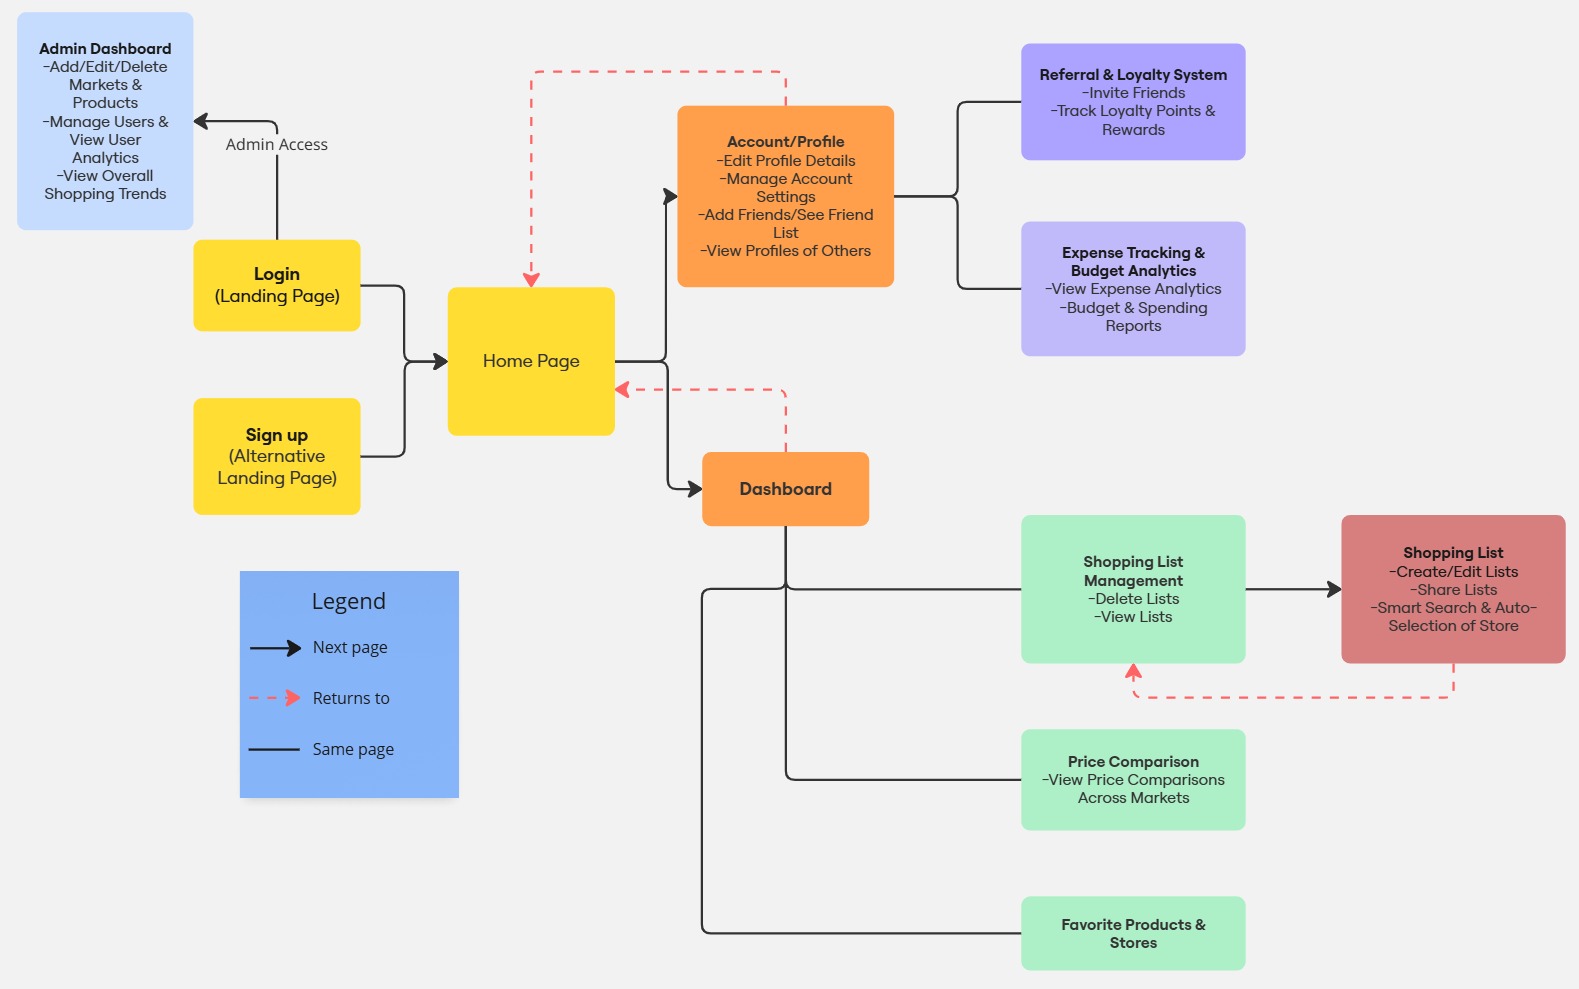 Admin Dashboard
-Add/Edit/Delete
Markets &
Products
-Manage Users &
View User
Analytics
-View Overall
Shopping Trends
Admin Access
Login
(Landing Page)
Sign up
(Alternative
Landing Page)
Home Page
Account/Profile
-Edit Profile Details
-Manage Account
Settings
-Add Friends/See Friend
List
-View Profiles of Others
Referral & Loyalty System
-Invite Friends
-Track Loyalty Points &
Rewards
Expense Tracking &
Budget Analytics
-View Expense Analytics
-Budget & Spending
Reports
Dashboard
Shopping List
Management
-Delete Lists
-View Lists
Shopping List
-Create/Edit Lists
-Share Lists
-Smart Search & Auto-
Selection of Store
Price Comparison
-View Price Comparisons
Across Markets
Favorite Products &
Stores
Legend
Next page
Returns to
Same page